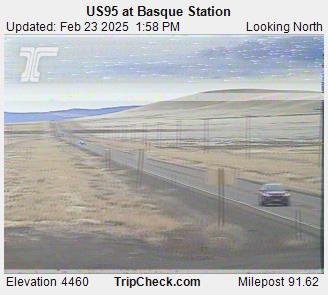 US95 at Basque Station
Updated: Feb 23 2025 1:58 PM Looking North
Elevation 4460 TripCheck.com Milepost 91.62